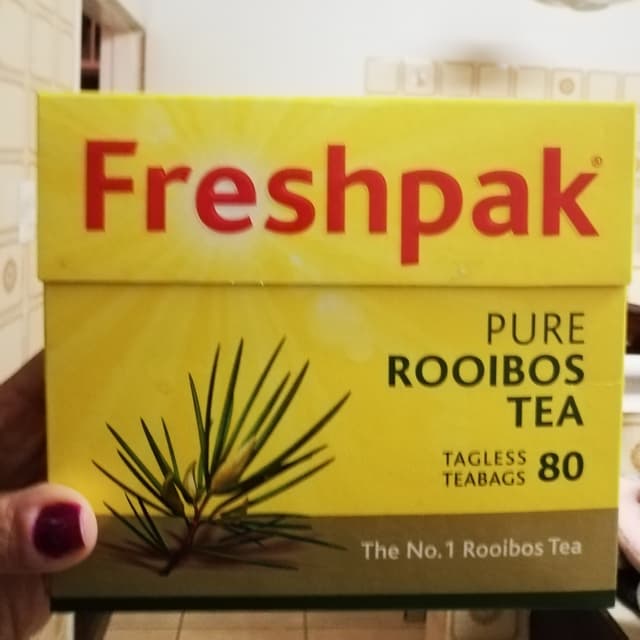 Freshpak®
PURE
ROOIBOS
TEA
TAGLESS
TEABAGS 80
The No.1 Rooibos Tea